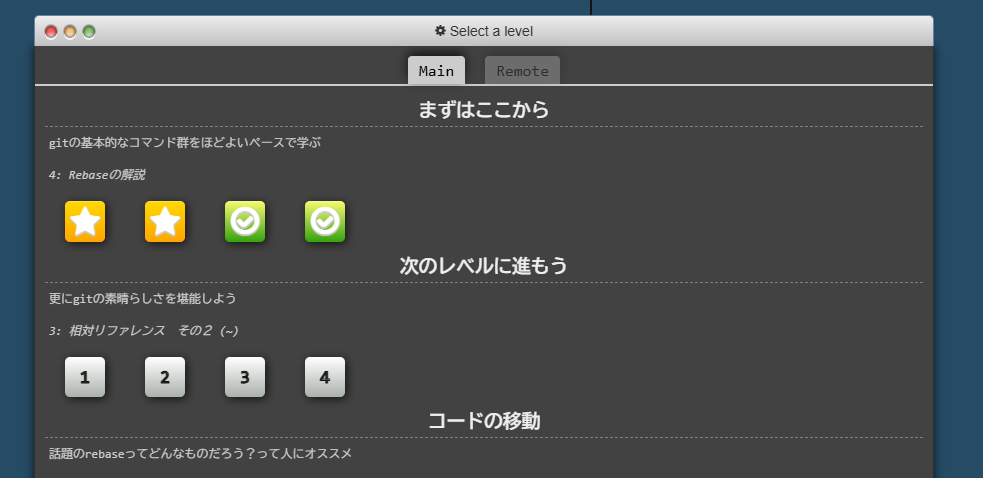 Select a level
Main Remote
まずはここから
gitの基本的なコマンド群をほどよいペースで学ぶ
4: Rebaseの解説
次のレベルに進もう
更にgitの素晴らしさを堪能しよう
3: 相対リファレンス　その２ (~)
1 2 3 4
コードの移動
話題のrebaseってどんなものだろう？って人にオススメ